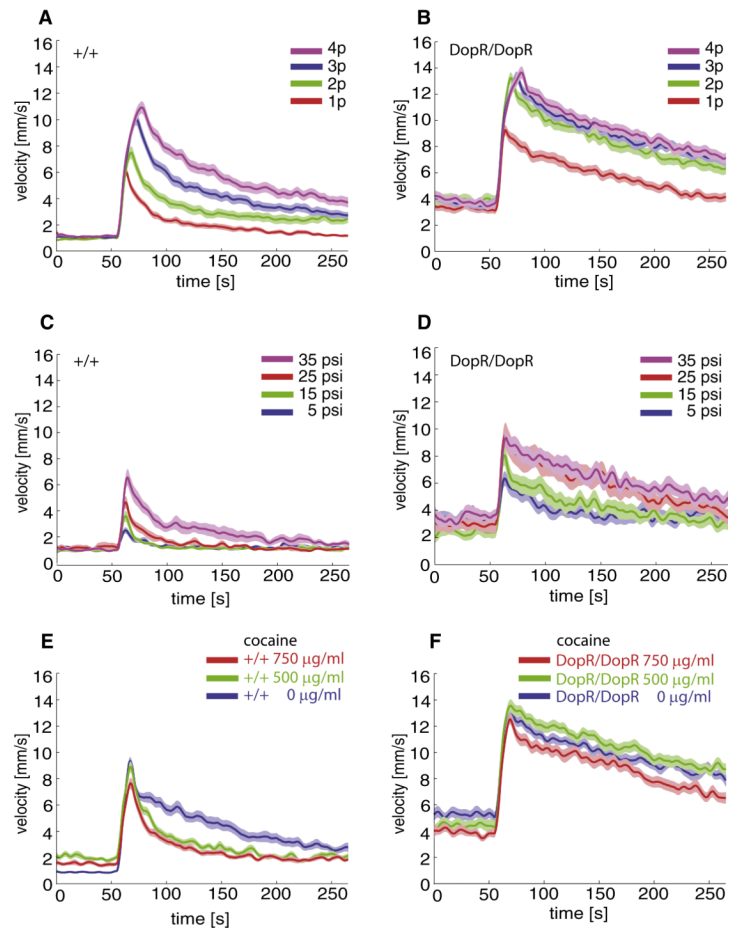 A
+/+
16
14
12
10
8
6
4
2
0
velocity [mm/s]
4p
3p
2p
1p
0 50 100 150 200 250
time [s]
B
DopR/DopR
16
14
12
10
8
6
4
2
0
velocity [mm/s]
4p
3p
2p
1p
0 50 100 150 200 250
time [s]
C
+/+
16
14
12
10
8
6
4
2
0
velocity [mm/s]
35 psi
25 psi
15 psi
5 psi
0 50 100 150 200 250
time [s]
D
DopR/DopR
16
14
12
10
8
6
4
2
0
velocity [mm/s]
35 psi
25 psi
15 psi
5 psi
0 50 100 150 200 250
time [s]
E
cocaine
+/+ 750 μg/ml
+/+ 500 μg/ml
+/+ 0 μg/ml
16
14
12
10
8
6
4
2
0
velocity [mm/s]
0 50 100 150 200 250
time [s]
F
cocaine
DopR/DopR 750 μg/ml
DopR/DopR 500 μg/ml
DopR/DopR 0 μg/ml
16
14
12
10
8
6
4
2
0
velocity [mm/s]
0 50 100 150 200 250
time [s]